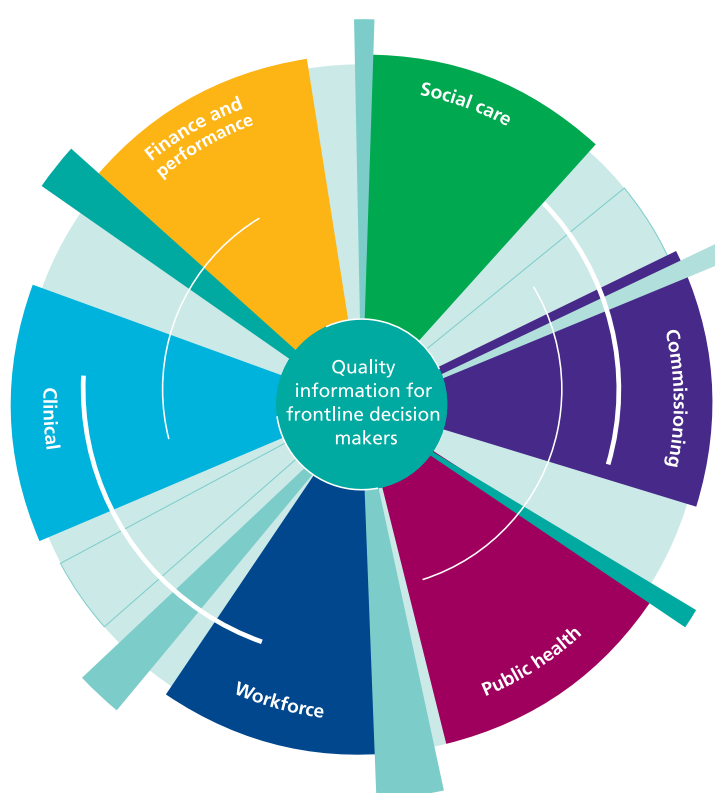 Social care
Finance and
performance
Commissioning
Clinical
Quality
information for
frontline decision
makers
Public health
Workforce